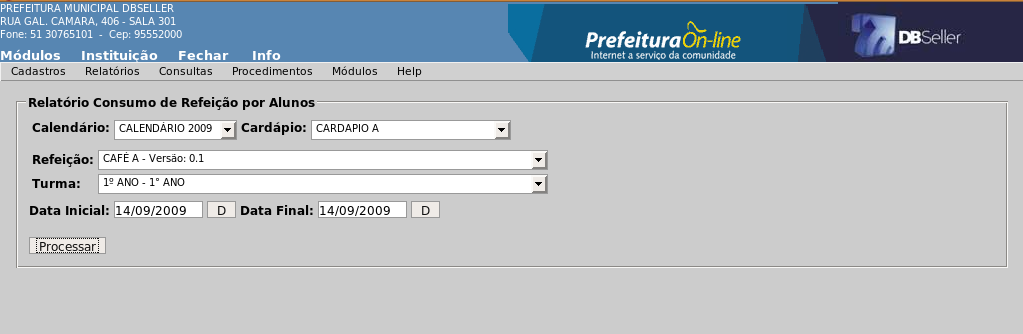 PREFEITURA MUNICIPAL DBSELLER
RUA GAL. CAMARA, 406 - SALA 301
Fone: 51 30765101 - Cep: 95552000
Módulos Instituição Fechar Info
PrefeituraOn-line
Internet a serviço da comunidade
DBSeller
Cadastros Relatórios Consultas Procedimentos Módulos Help
Relatório Consumo de Refeição por Alunos
Calendário: CALENDÁRIO 2009 Cardápio: CARDAPIO A
Refeição: CAFÉ A - Versão: 0.1
Turma: 1º ANO - 1° ANO
Data Inicial: 14/09/2009 D Data Final: 14/09/2009 D
Processar